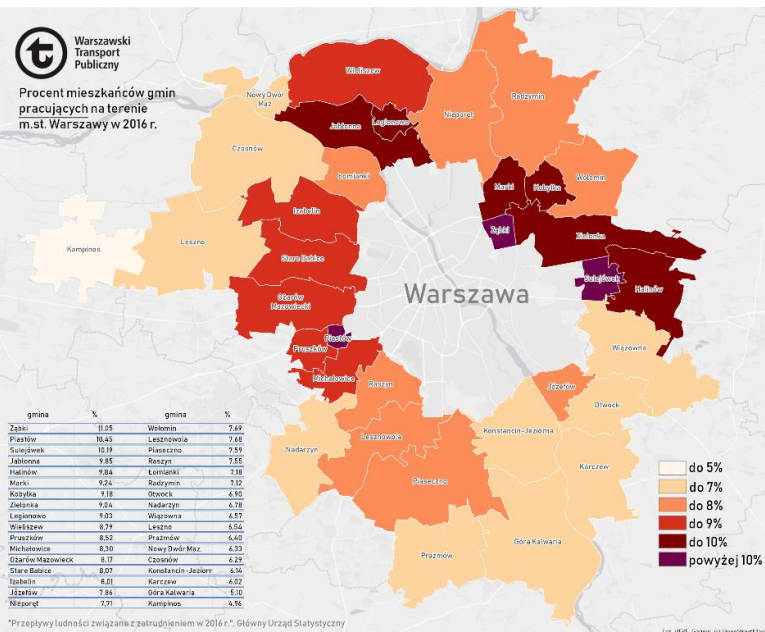 Warszawski
Transport
Publiczny
Procent mieszkańców gmin
pracujących na terenie
m.st. Warszawy w 2016 r.
Wieliszew
Nowy Dwór
Maz.
Jabłonna
Legionowo
Nieporęt
Radzymin
Czosnów
Łomianki
Wołomin
Marki
Kobyłka
Izabelin
Ząbki
Zielonka
Leszno
Kampinos
Stare Babice
Sulejówek
Halinów
Ożarów
Mazowiecki
Warszawa
Piastów
Pruszków
Wiązowna
Michałowice
Raszyn
Józefów
Otwock
Lesznowola
Konstancin-Jeziorna
Nadarzyn
Karczew
Piaseczno
Góra Kalwaria
Prażmów
gmina % gmina %
Ząbki 11.05 Wołomin 7.69
Piastów 10.45 Lesznowola 7.68
Sulejówek 10.19 Piaseczno 7.59
Jabłonna 9.85 Raszyn 7.55
Halinów 9.84 Łomianki 7.18
Marki 9.24 Radzymin 7.12
Kobyłka 9.18 Otwock 6.90
Zielonka 9.04 Nadarzyn 6.78
Legionowo 9.03 Wiązowna 6.57
Wieliszew 8.79 Leszno 6.54
Pruszków 8.52 Prażmów 6.40
Michałowice 8.30 Nowy Dwór Maz. 6.33
Ożarów Mazowieck 8.17 Czosnów 6.29
Stare Babice 8.07 Konstancin-Jeziorr 6.14
Izabelin 8.01 Karczew 6.02
Józefów 7.86 Góra Kalwaria 5.10
Nieporęt 7.71 Kampinos 4.96
do 5%
do 7%
do 8%
do 9%
do 10%
powyżej 10%
"Przepływy ludności związane z zatrudnieniem w 2016 r.". Główny Urząd Statystyczny